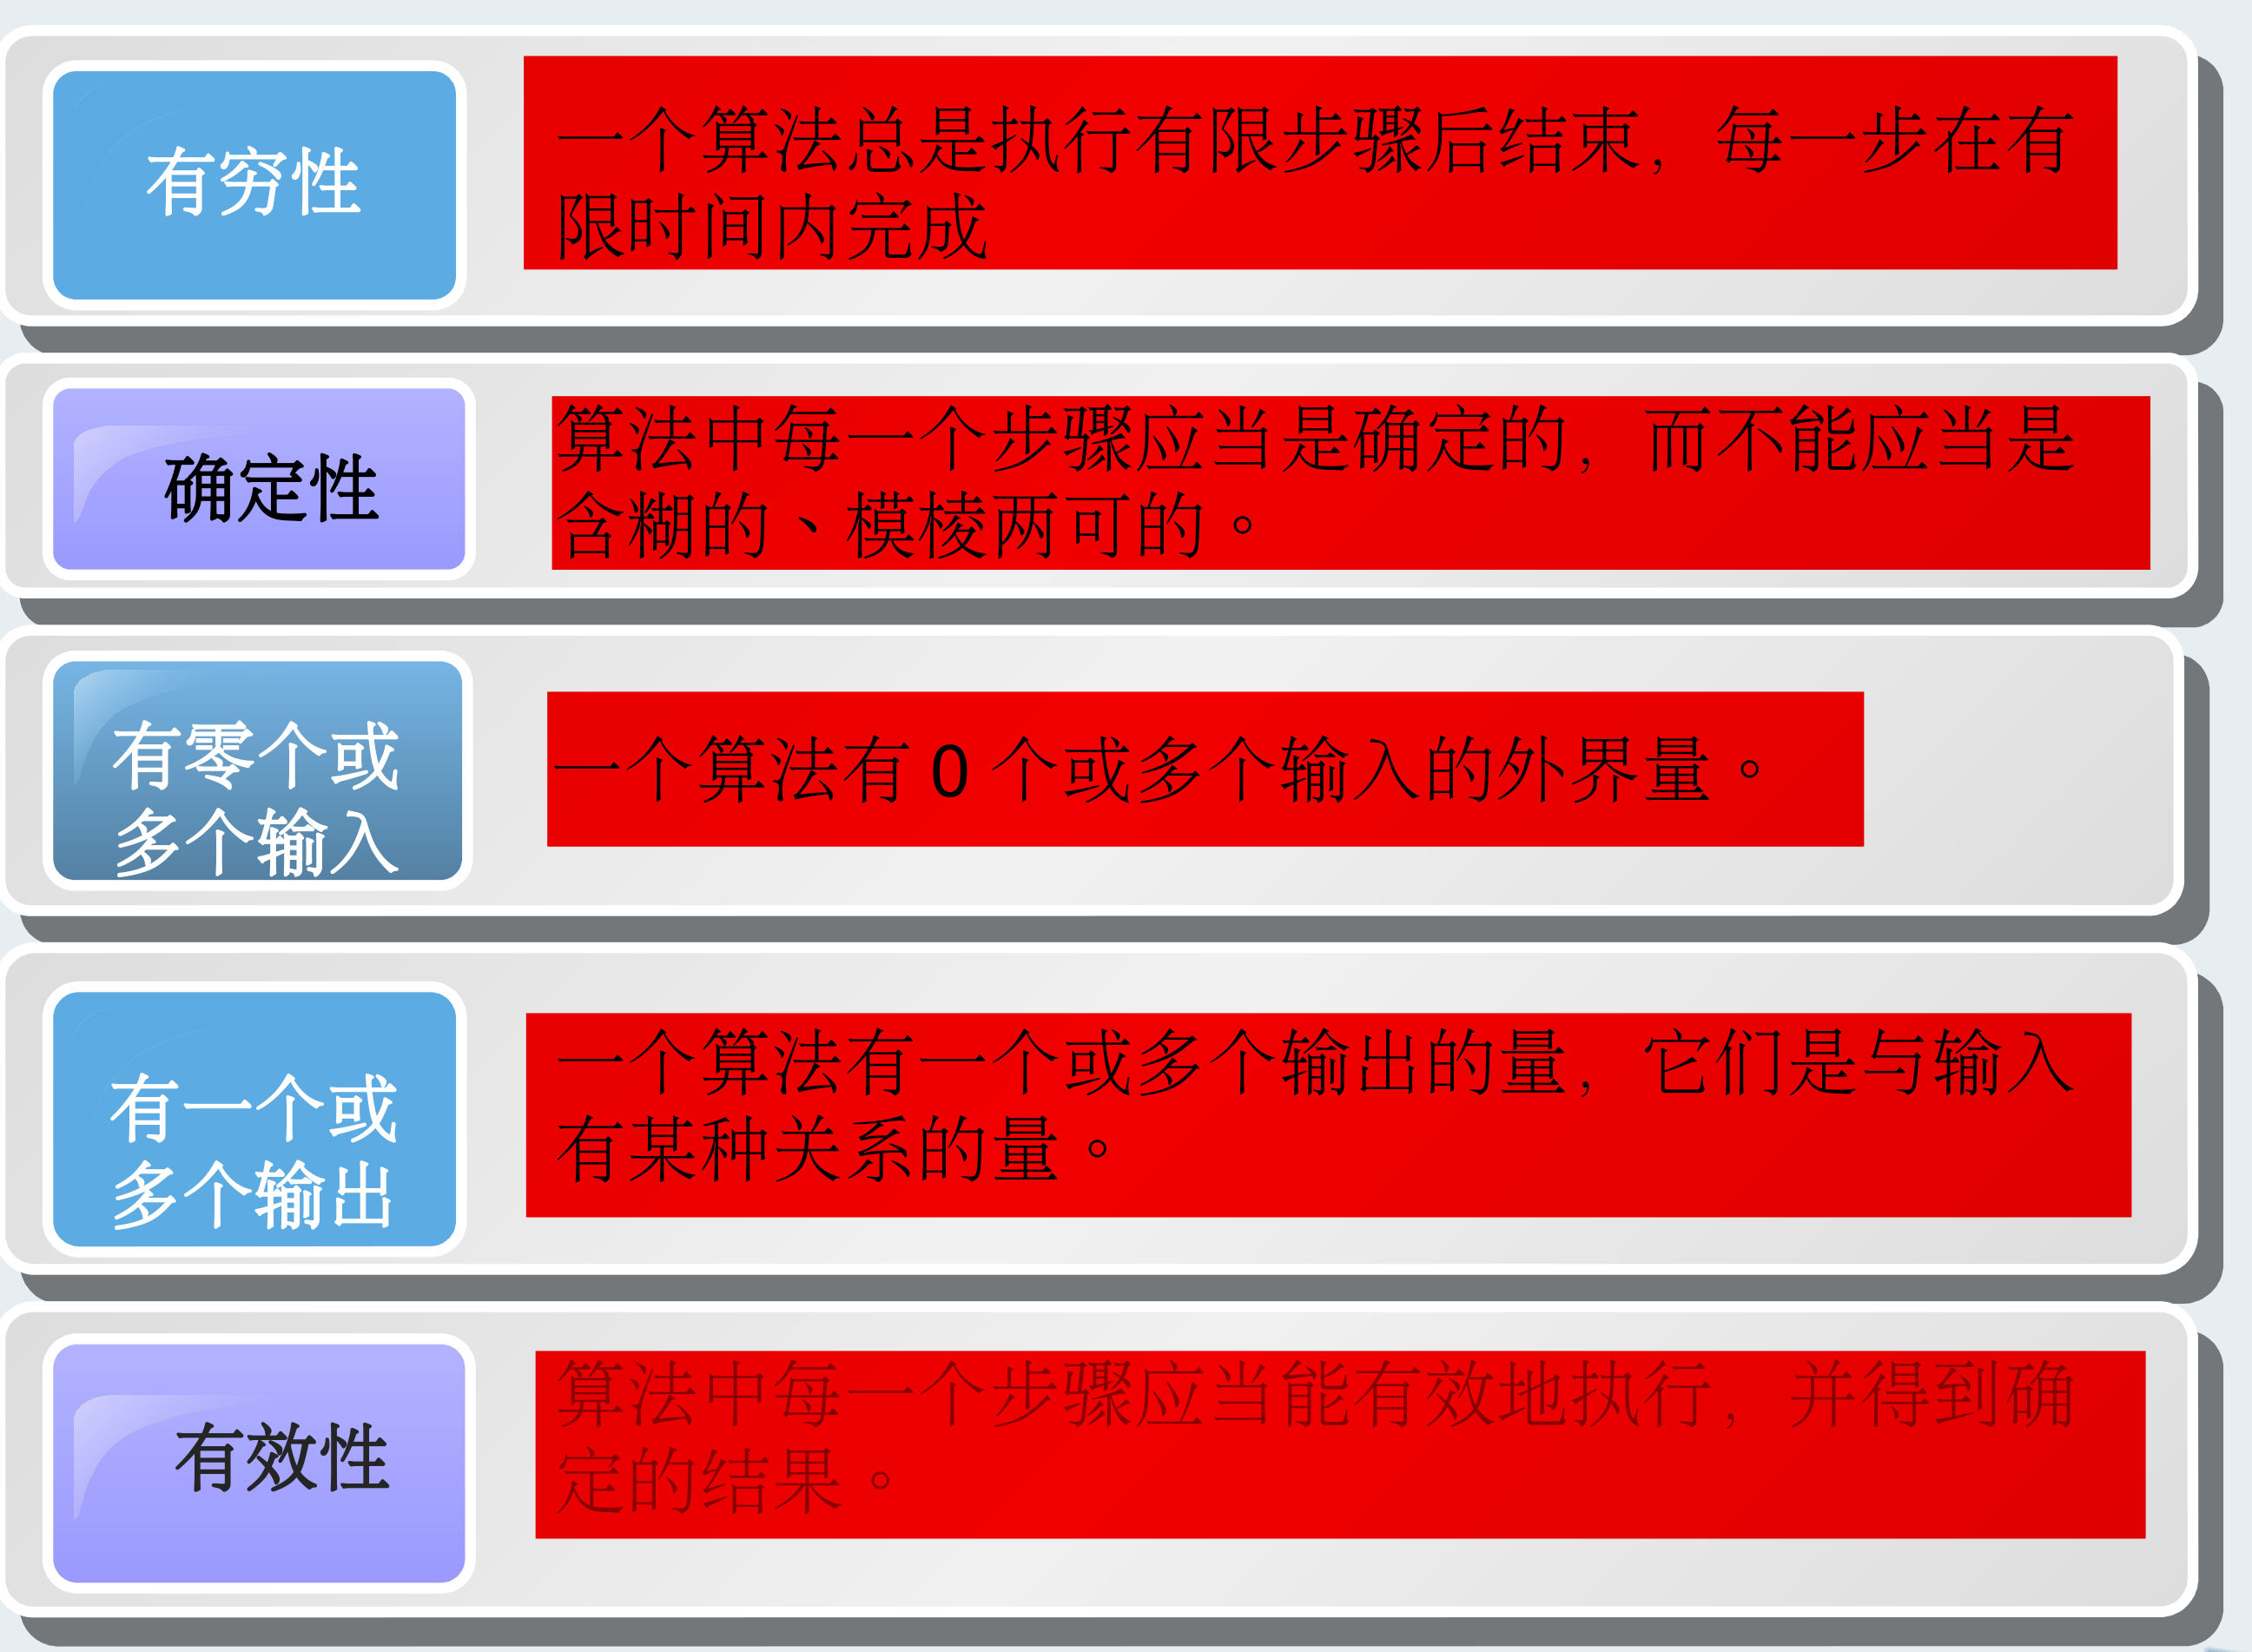 有穷性
一个算法总是执行有限步骤后结束，每一步在有
限时间内完成
确定性
算法中每一个步骤应当是确定的，而不能应当是
含糊的、模棱两可的。
有零个或
多个输入
一个算法有0个或多个输入的外界量。
有一个或
多个输出
一个算法有一个或多个输出的量，它们是与输入
有某种关系的量。
有效性
算法中每一个步骤应当能有效地执行，并得到确
定的结果。